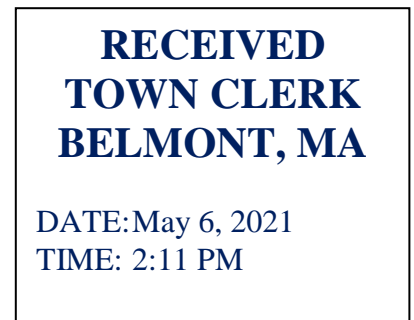 RECEIVED
TOWN CLERK
BELMONT, MA
DATE:May 6, 2021
TIME: 2:11 PM